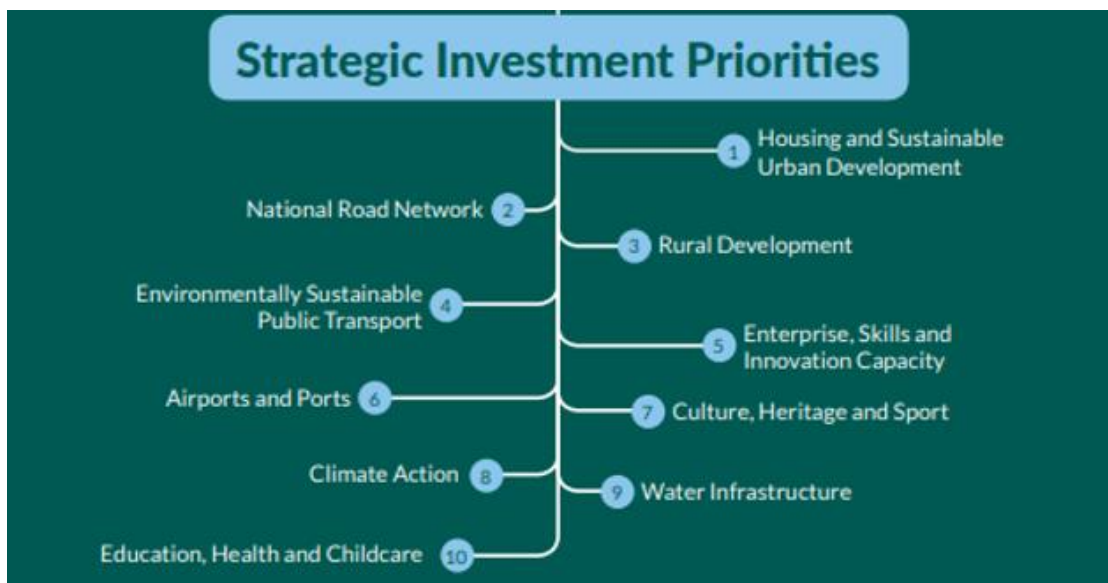 Strategic Investment Priorities
1 Housing and Sustainable
Urban Development
National Road Network 2
3 Rural Development
Environmentally Sustainable
Public Transport 4
5 Enterprise, Skills and
Innovation Capacity
Airports and Ports 6
7 Culture, Heritage and Sport
Climate Action 8
9 Water Infrastructure
Education, Health and Childcare 10